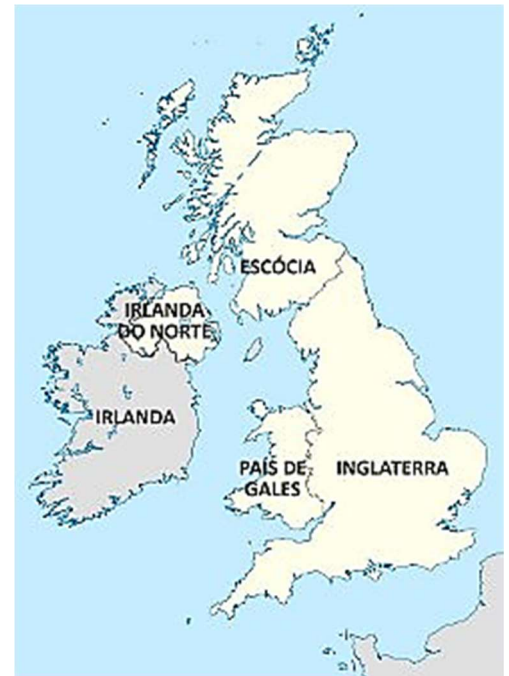 ESCÓCIA
IRLANDA
DO NORTE
IRLANDA
PAÍS DE
GALES
INGLATERRA